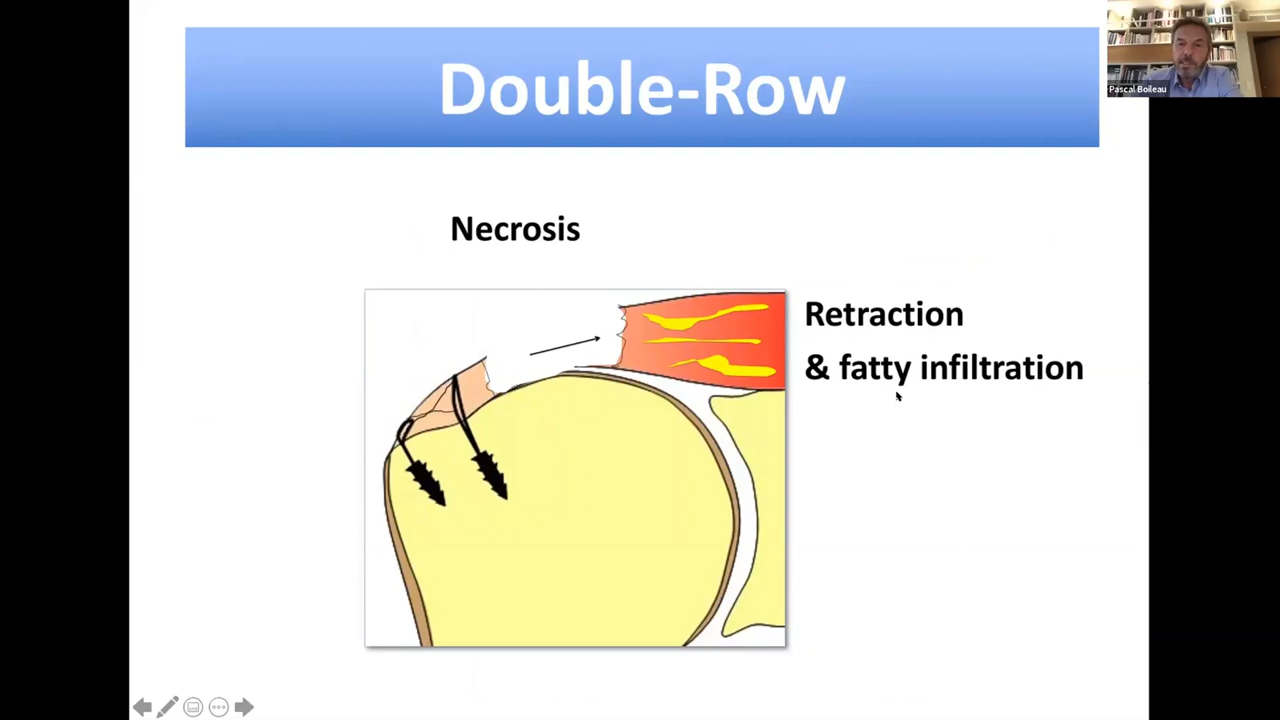 Double-Row
Pascal Boileau
Necrosis
Retraction
& fatty infiltration